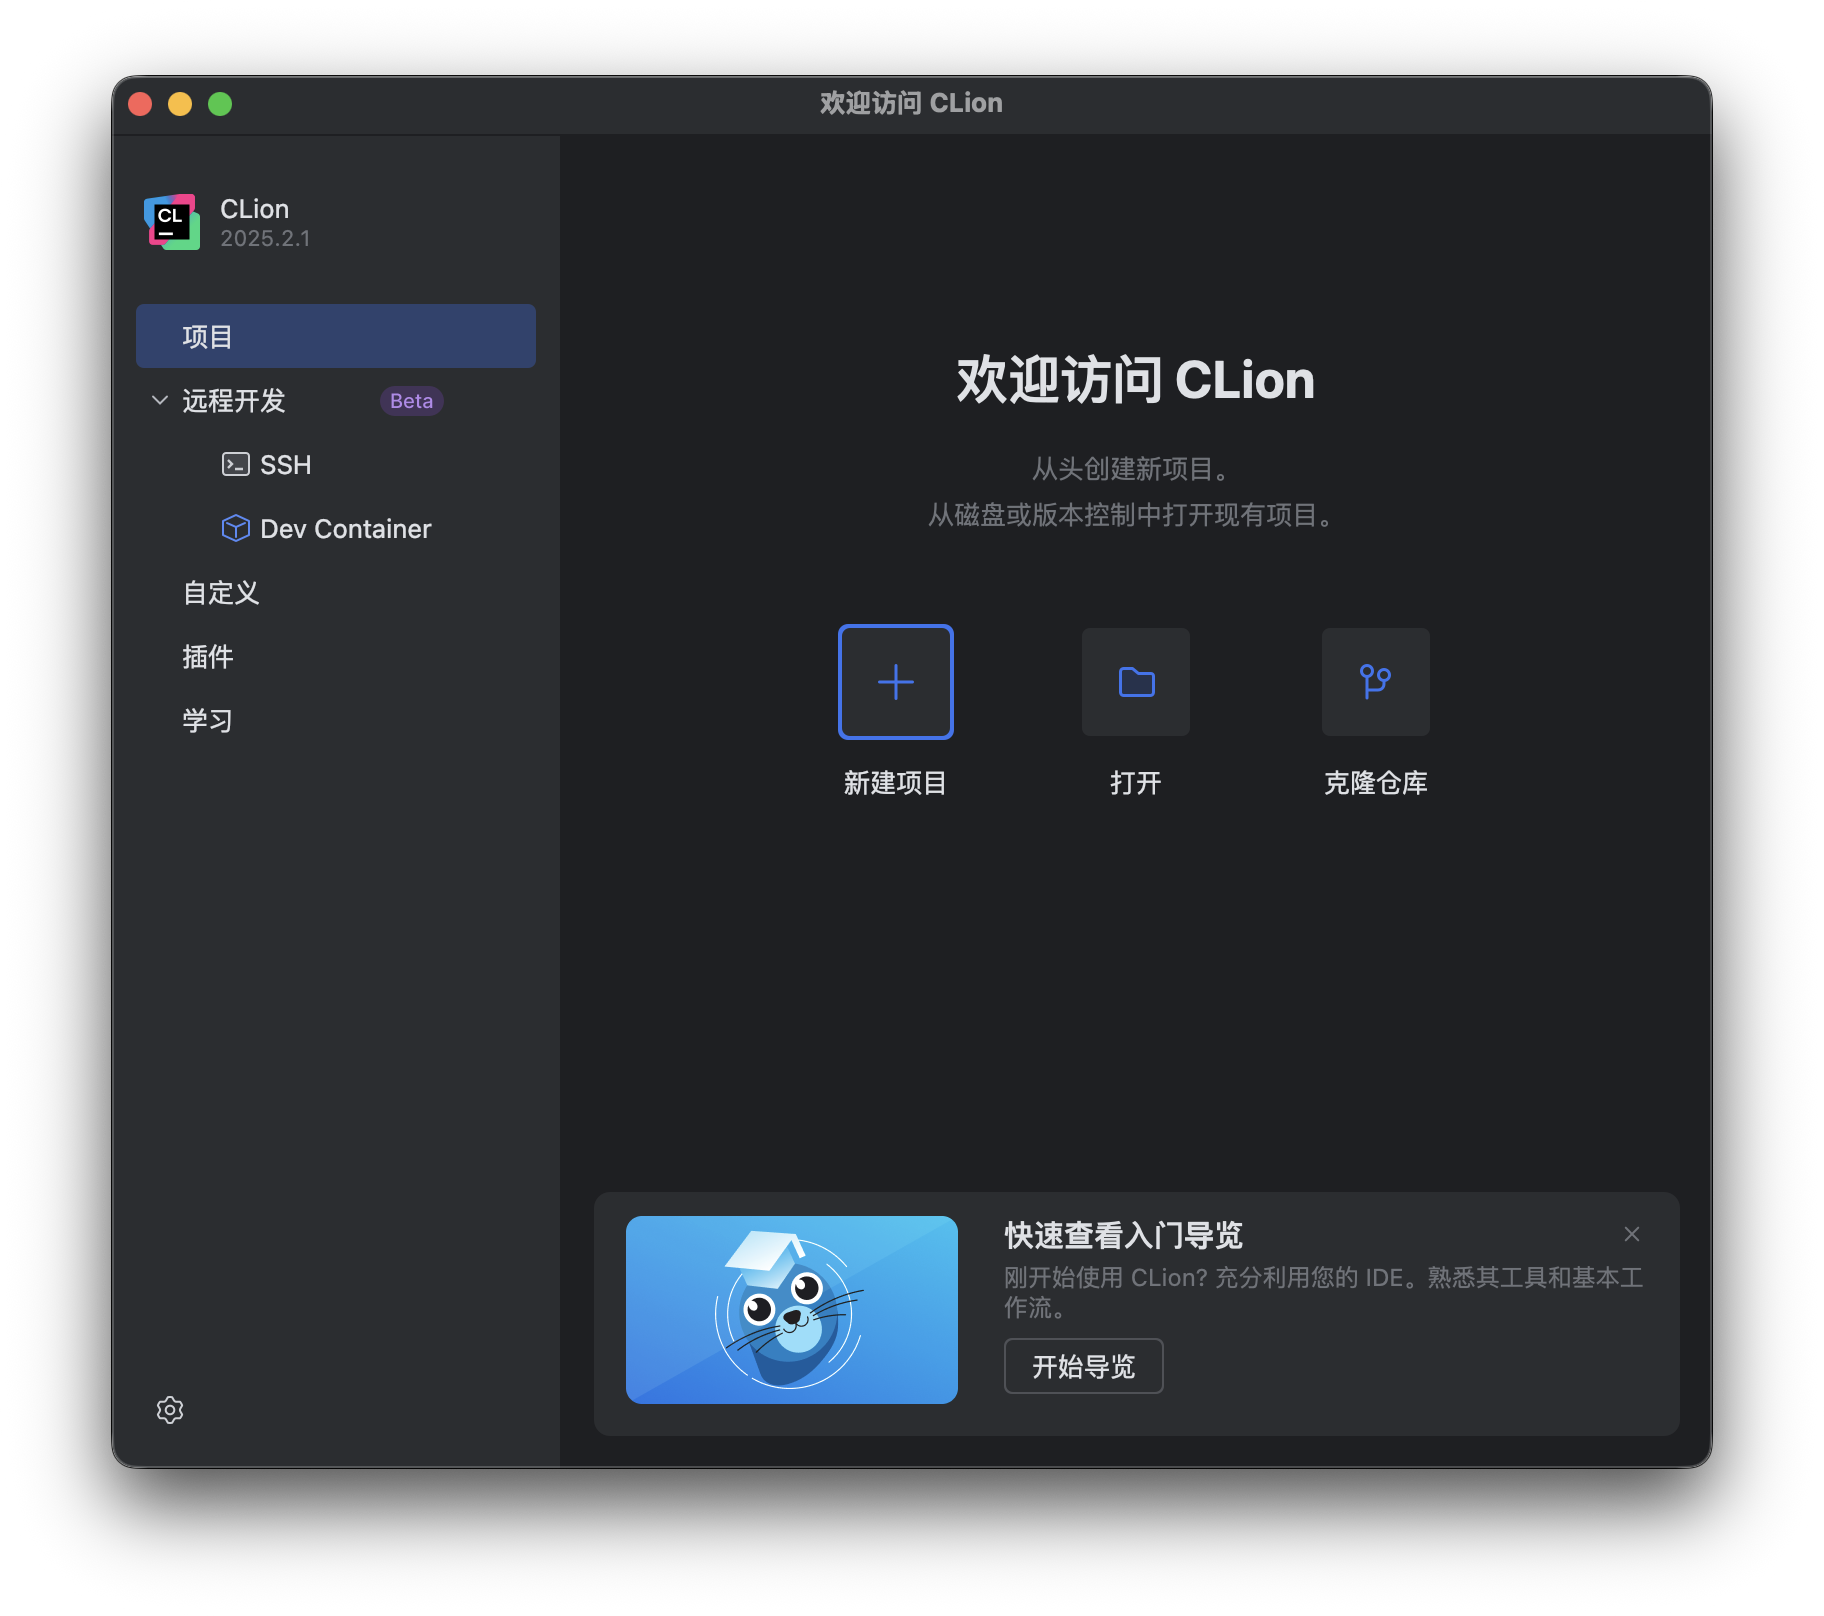 欢迎访问 CLion
CL
CLion
2025.2.1
项目
远程开发 Beta
SSH
Dev Container
自定义
插件
学习
欢迎访问 CLion
从头创建新项目。
从磁盘或版本控制中打开现有项目。
新建项目
打开
克隆仓库
快速查看入门导览
刚开始使用 CLion? 充分利用您的 IDE。熟悉其工具和基本工
作流。
开始导览